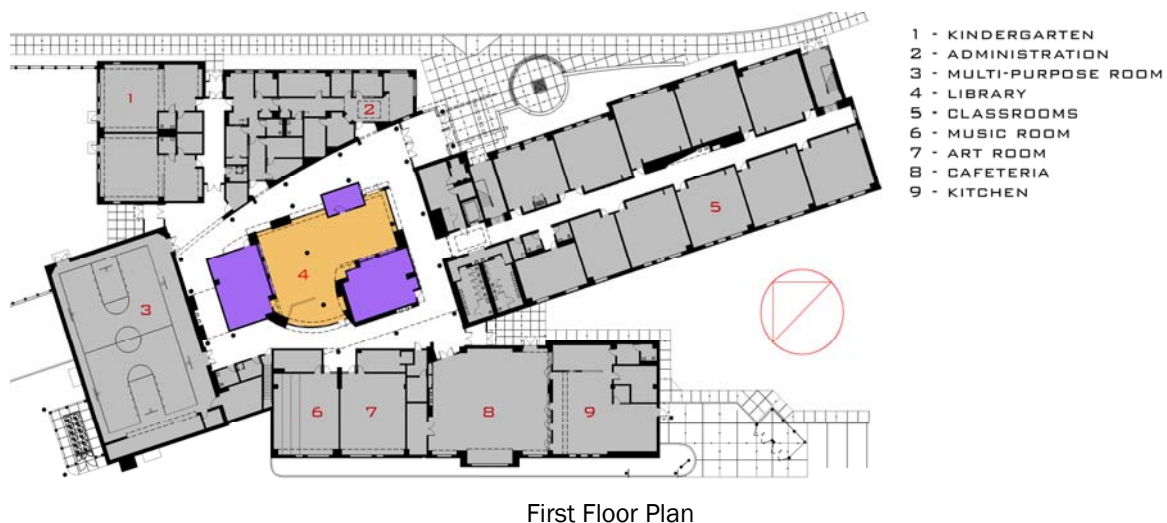 1 - KINDERGARTEN
2 - ADMINISTRATION
3 - MULTI-PURPOSE ROOM
4 - LIBRARY
5 - CLASSROOMS
6 - MUSIC ROOM
7 - ART ROOM
8 - CAFETERIA
9 - KITCHEN
1
2
3
4
5
6
7
8
9
First Floor Plan